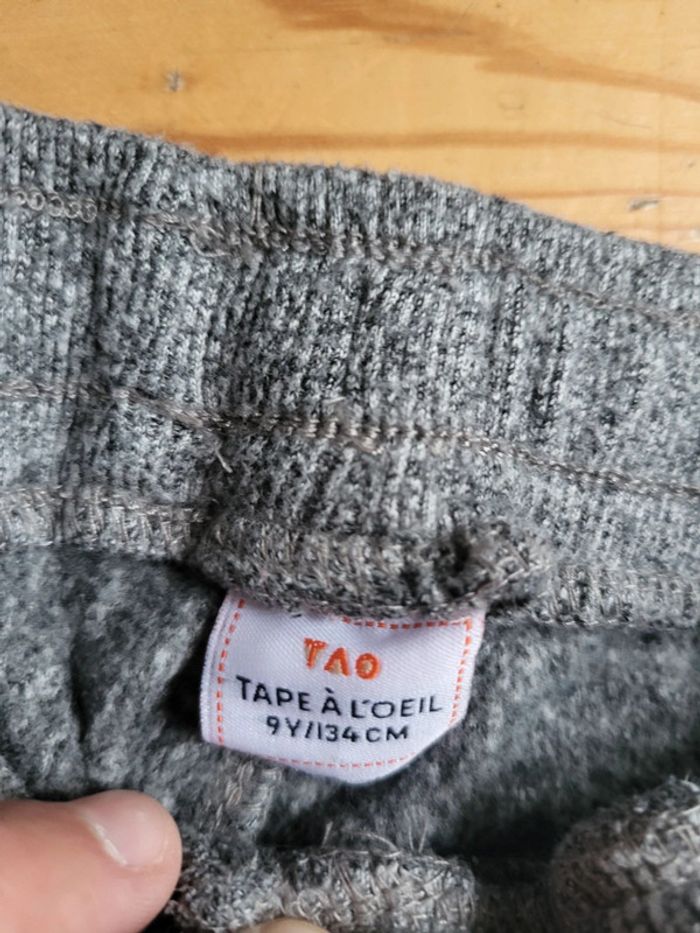 TAO
TAPE À L'OEIL
9Y/134CM